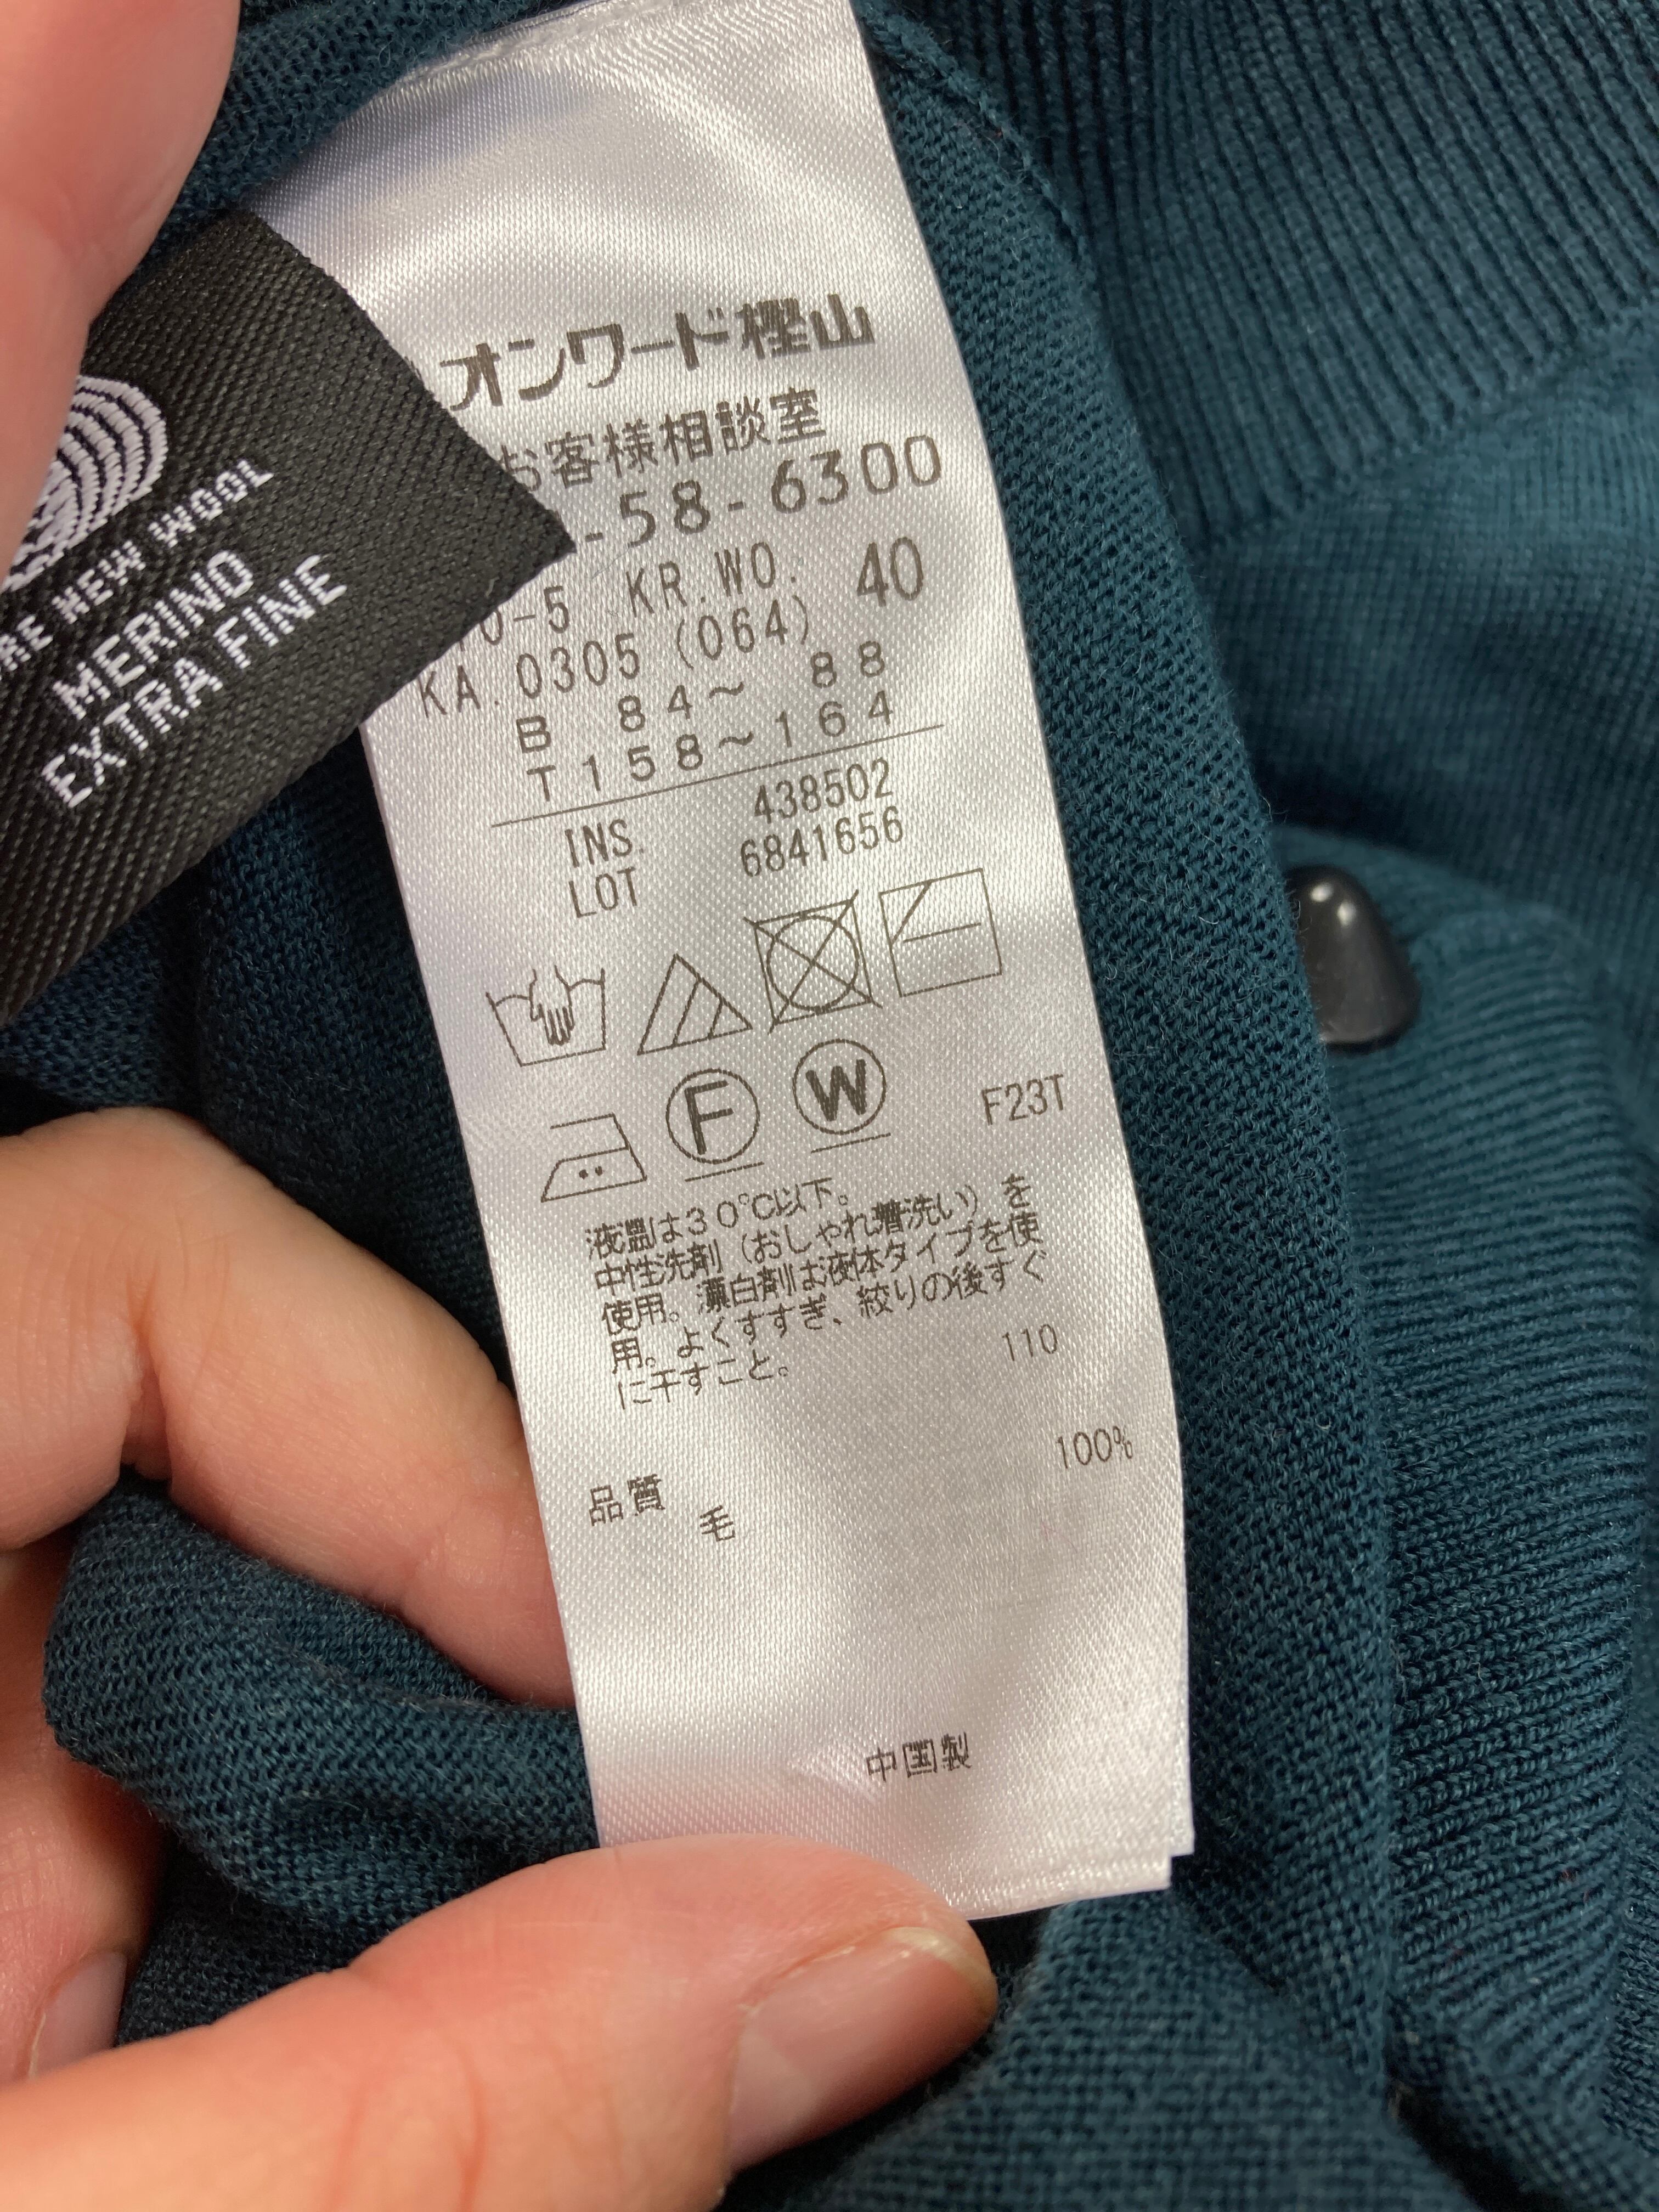 オンワード樫山
お客様相談室
-58-6300
0-5 KR.WO. 40
KA.0305 (064)
B 84～ 88
T158～164
INS. 438502
LOT 6841656
F
W
F23T
液温は30℃以下。
中性洗剤（おしゃれ着洗い）を
使用。漂白剤は液体タイプを使
用。よくすすぎ、絞りの後すぐ
に干すこと。
110
品質
毛 100%
中国製
NEW WOOL
MERINO
EXTRA FINE